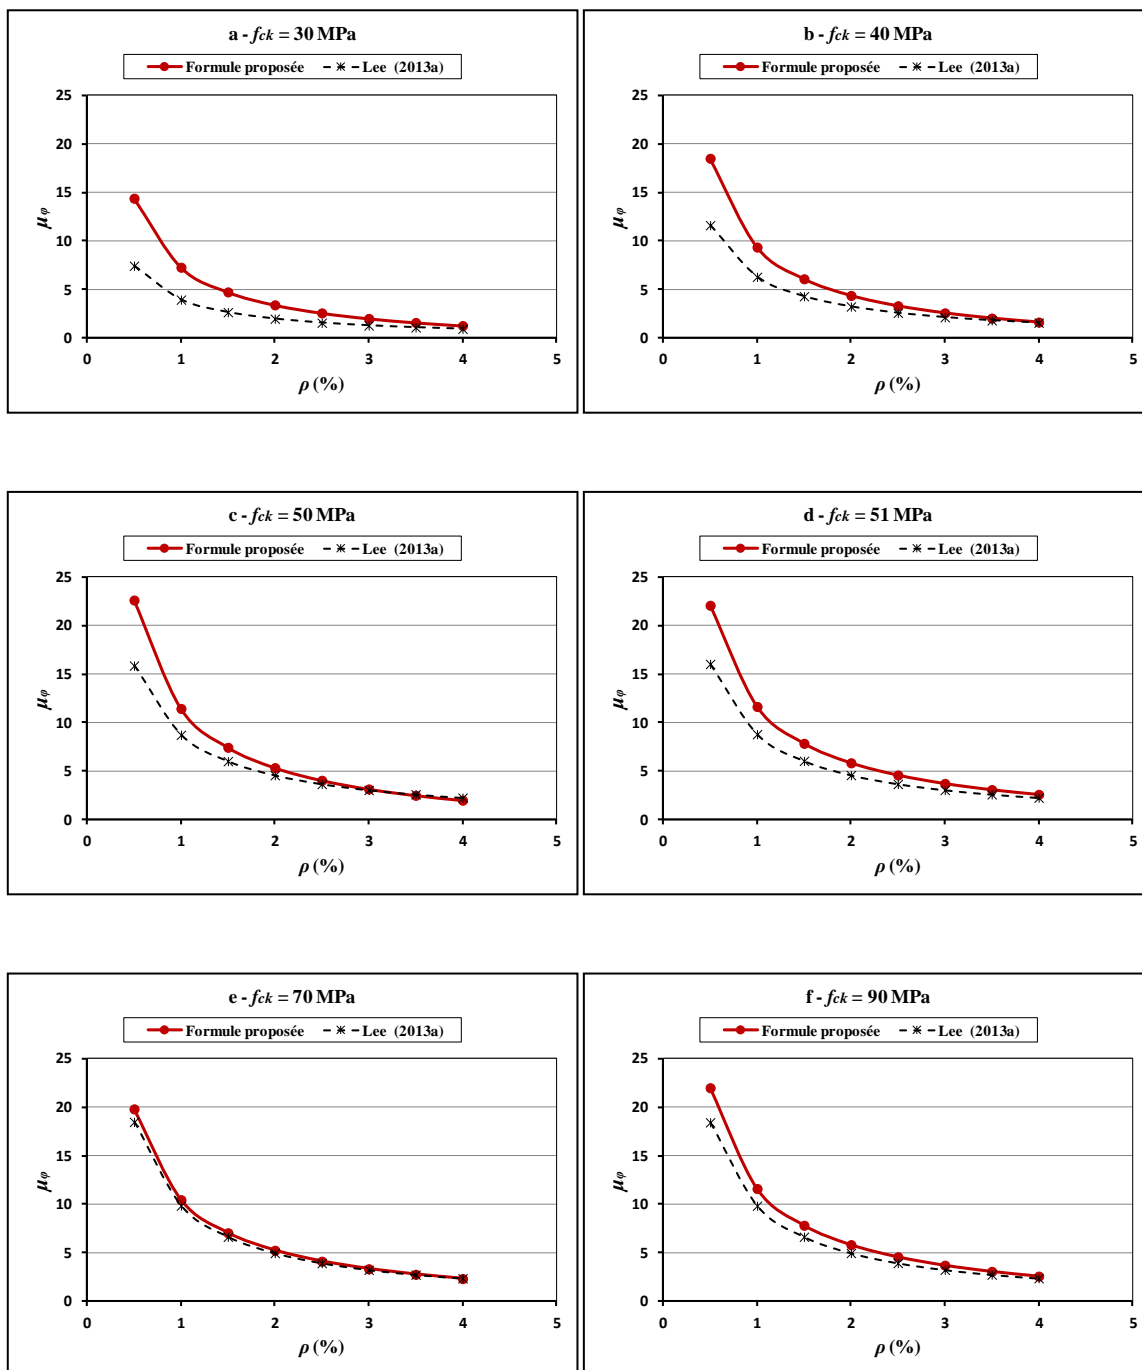 a - fck = 30 MPa
Formule proposée Lee (2013a)
25
20
15
10
5
0
μφ
0 1 2 3 4 5
ρ (%)
b - fck = 40 MPa
Formule proposée Lee (2013a)
25
20
15
10
5
0
μφ
0 1 2 3 4 5
ρ (%)
c - fck = 50 MPa
Formule proposée Lee (2013a)
25
20
15
10
5
0
μφ
0 1 2 3 4 5
ρ (%)
d - fck = 51 MPa
Formule proposée Lee (2013a)
25
20
15
10
5
0
μφ
0 1 2 3 4 5
ρ (%)
e - fck = 70 MPa
Formule proposée Lee (2013a)
25
20
15
10
5
0
μφ
0 1 2 3 4 5
ρ (%)
f - fck = 90 MPa
Formule proposée Lee (2013a)
25
20
15
10
5
0
μφ
0 1 2 3 4 5
ρ (%)